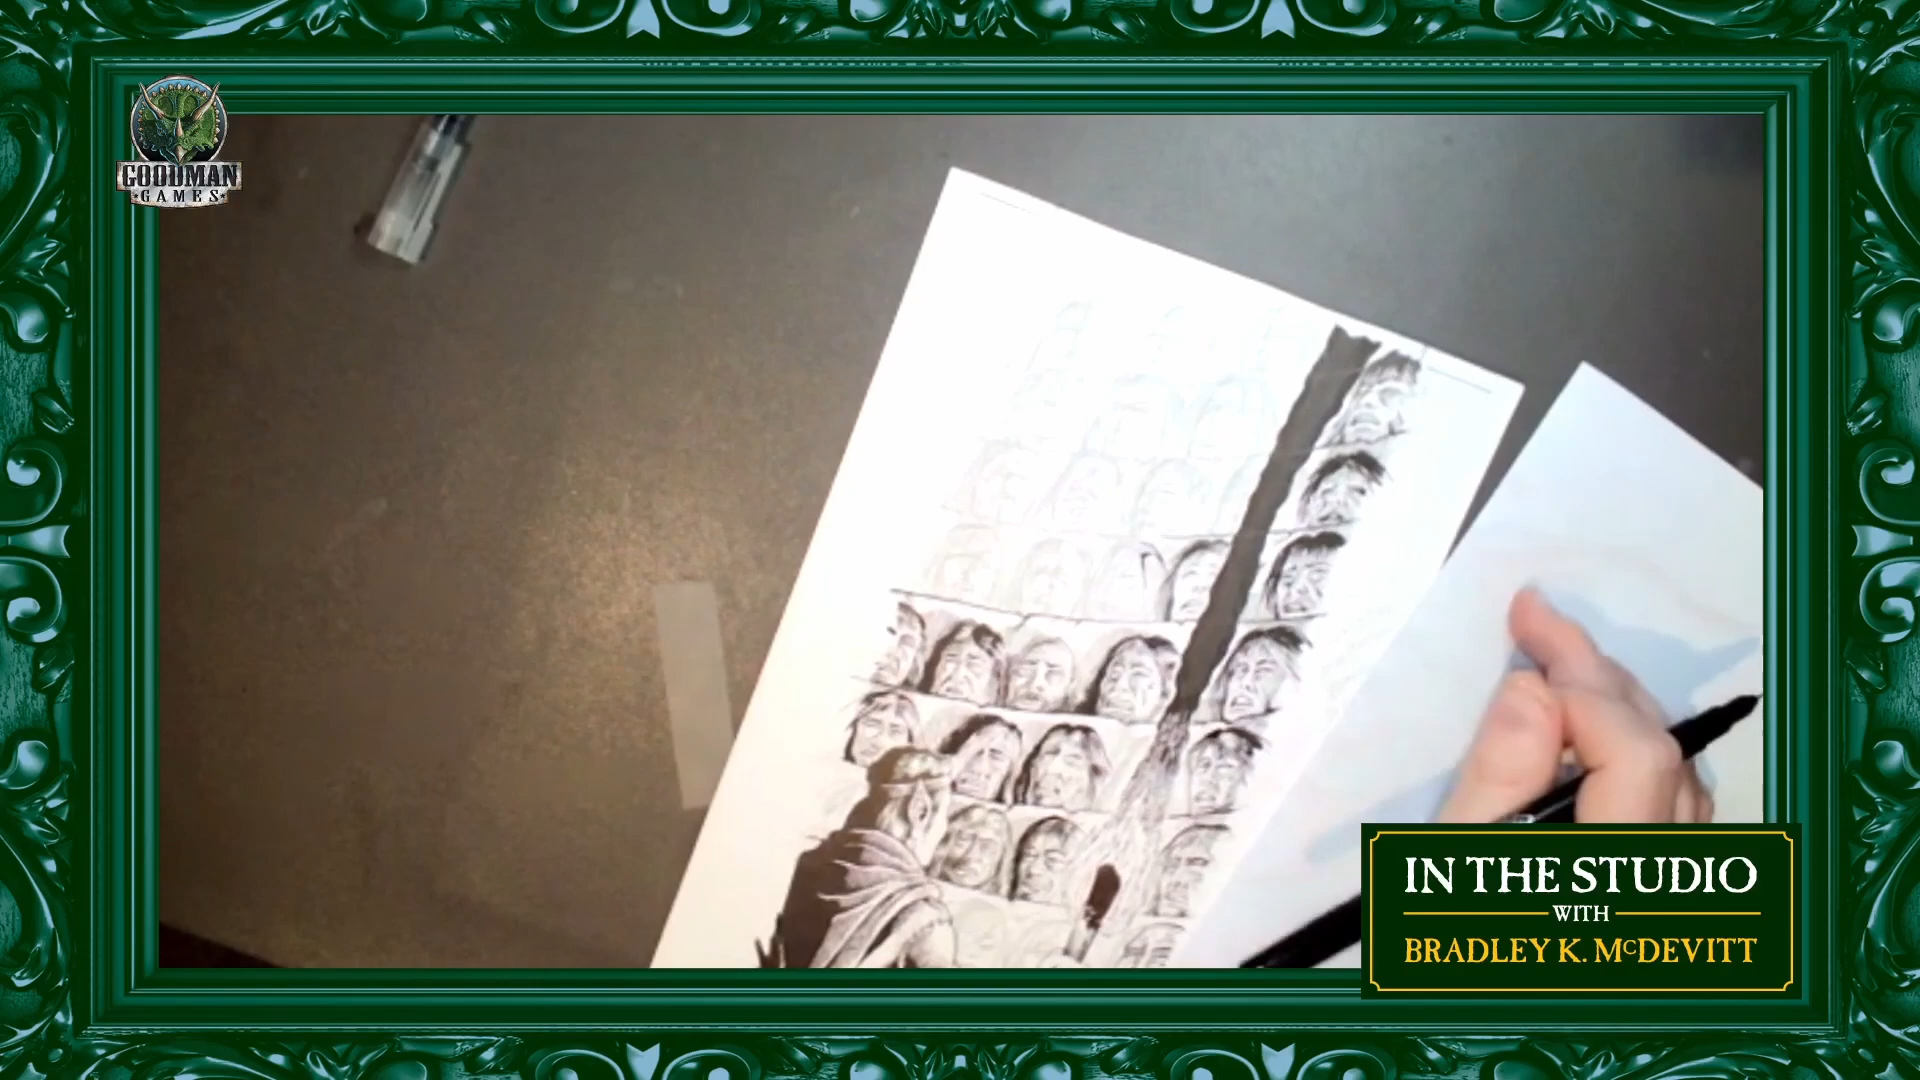 GOODMAN
GAMES
IN THE STUDIO
WITH
BRADLEY K. McDEVITT